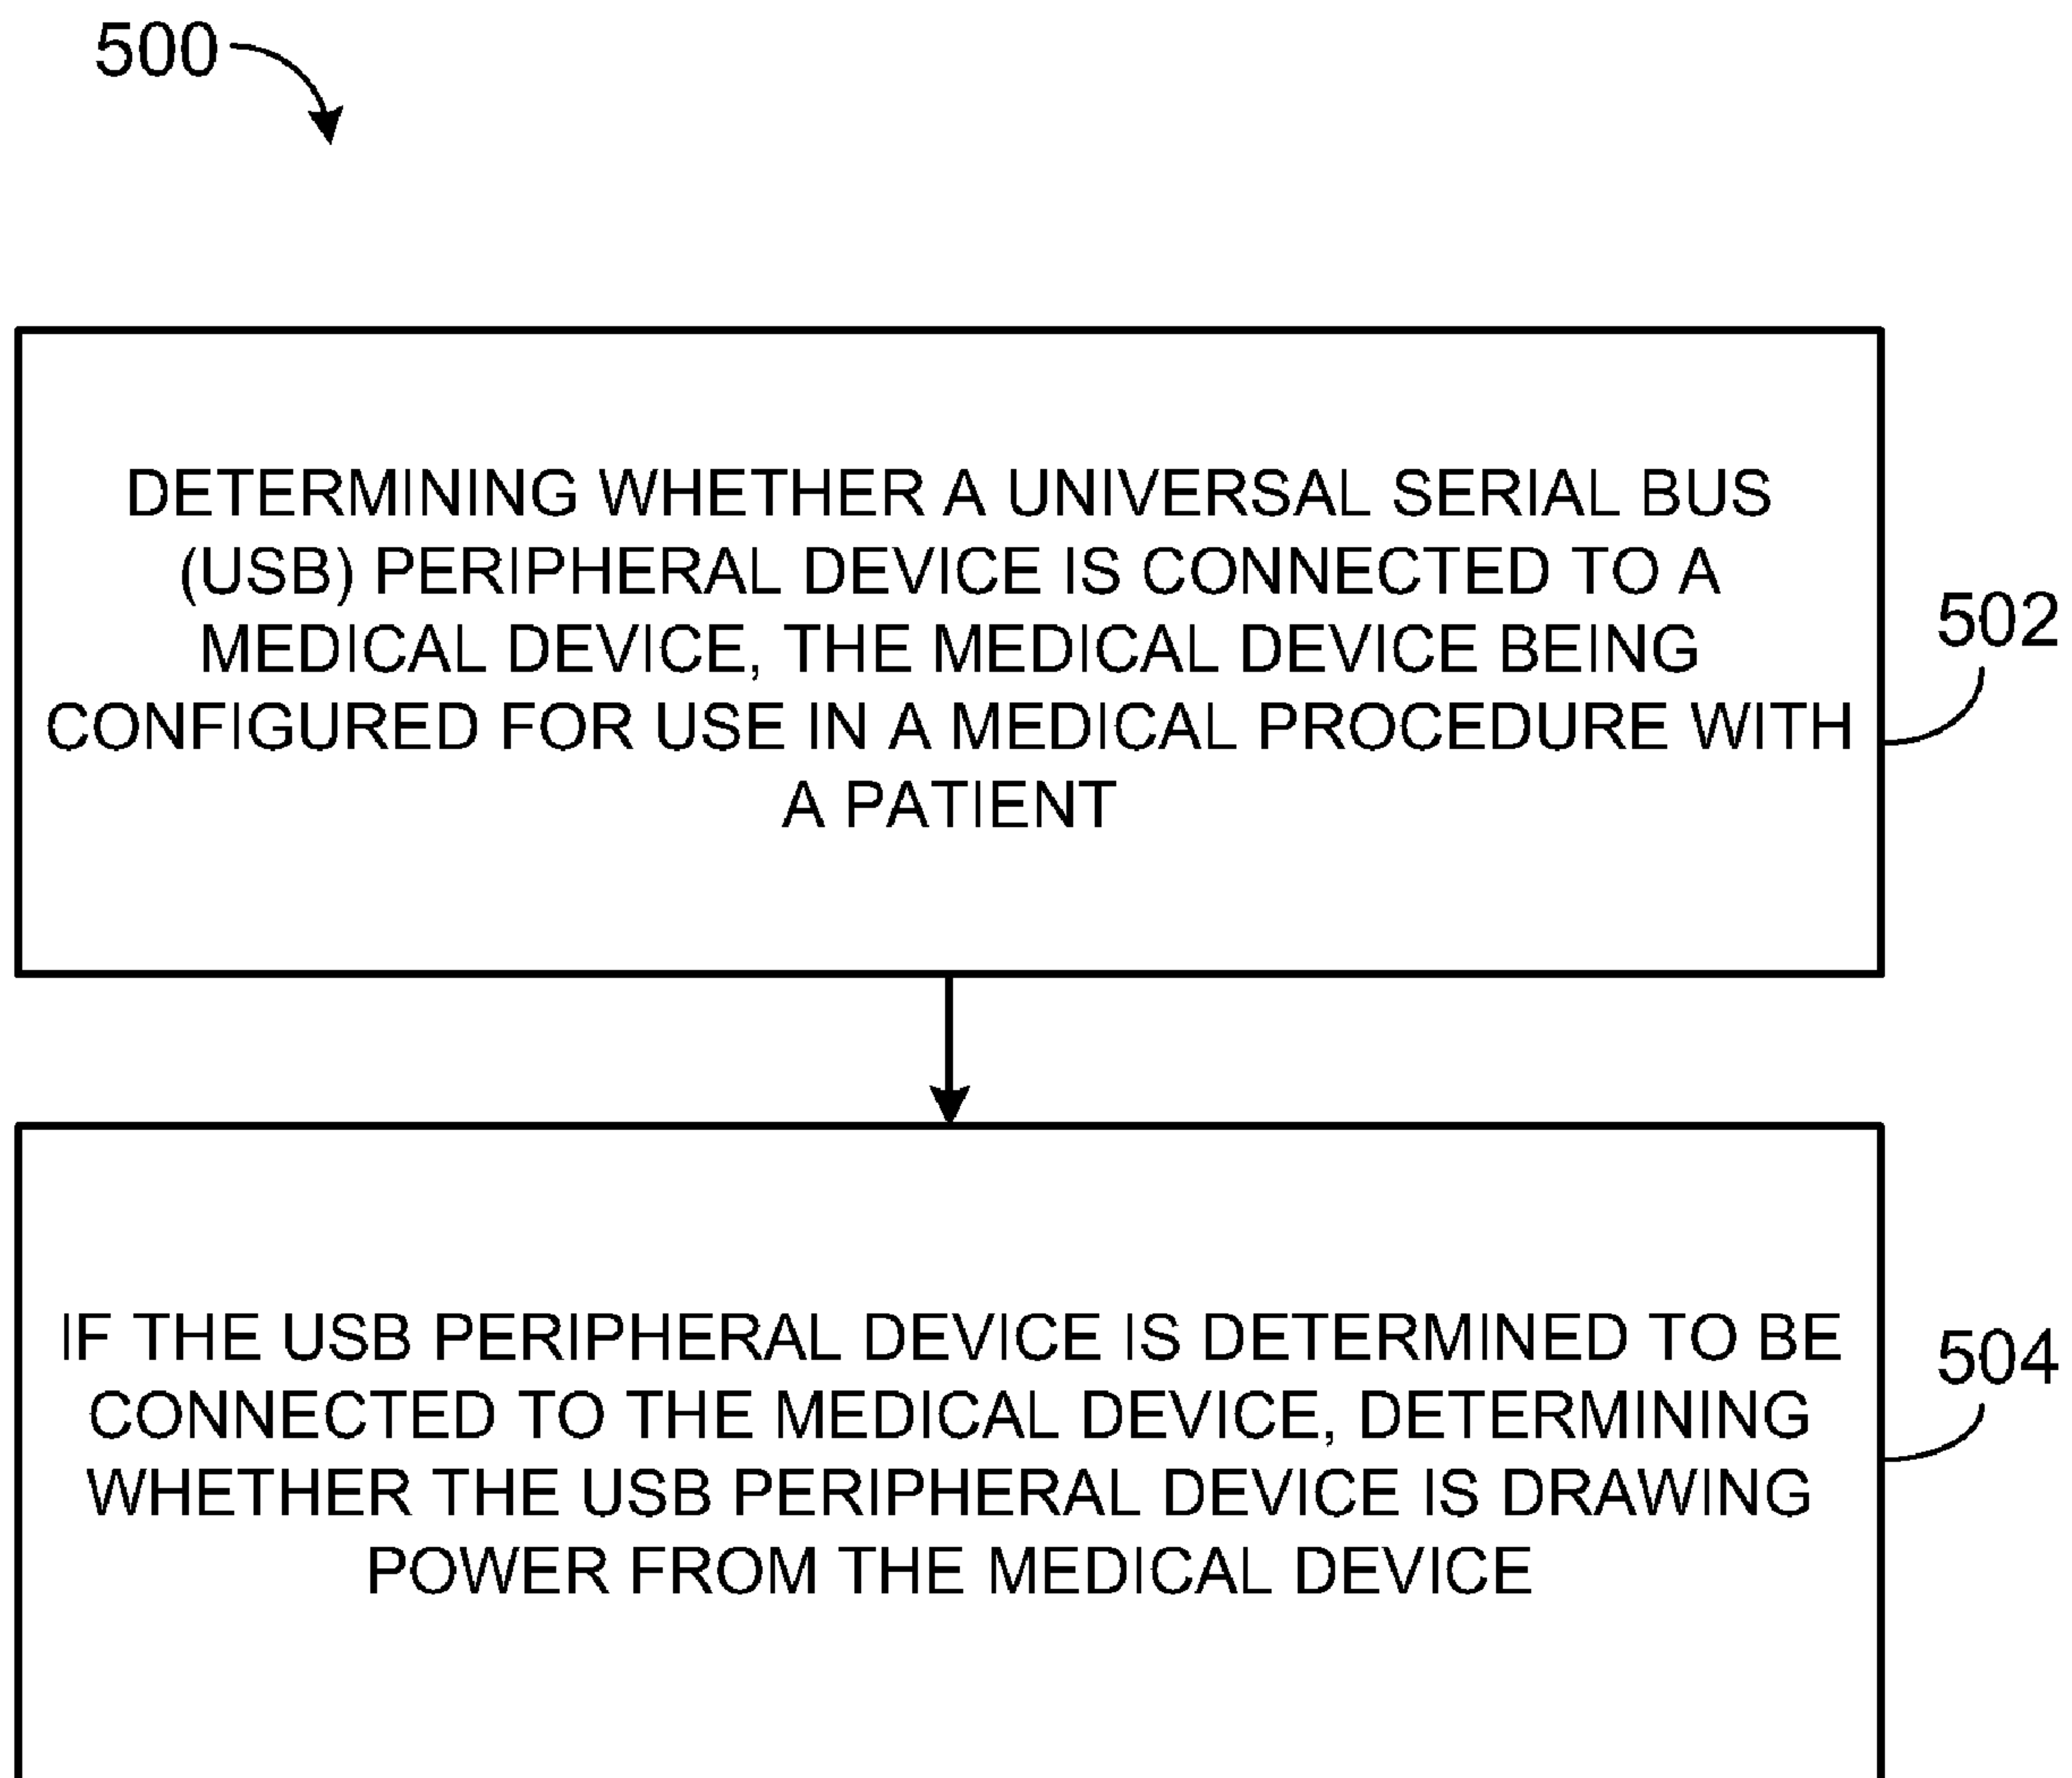 500
DETERMINING WHETHER A UNIVERSAL SERIAL BUS
(USB) PERIPHERAL DEVICE IS CONNECTED TO A
MEDICAL DEVICE, THE MEDICAL DEVICE BEING
CONFIGURED FOR USE IN A MEDICAL PROCEDURE WITH
A PATIENT
502
IF THE USB PERIPHERAL DEVICE IS DETERMINED TO BE
CONNECTED TO THE MEDICAL DEVICE, DETERMINING
WHETHER THE USB PERIPHERAL DEVICE IS DRAWING
POWER FROM THE MEDICAL DEVICE
504